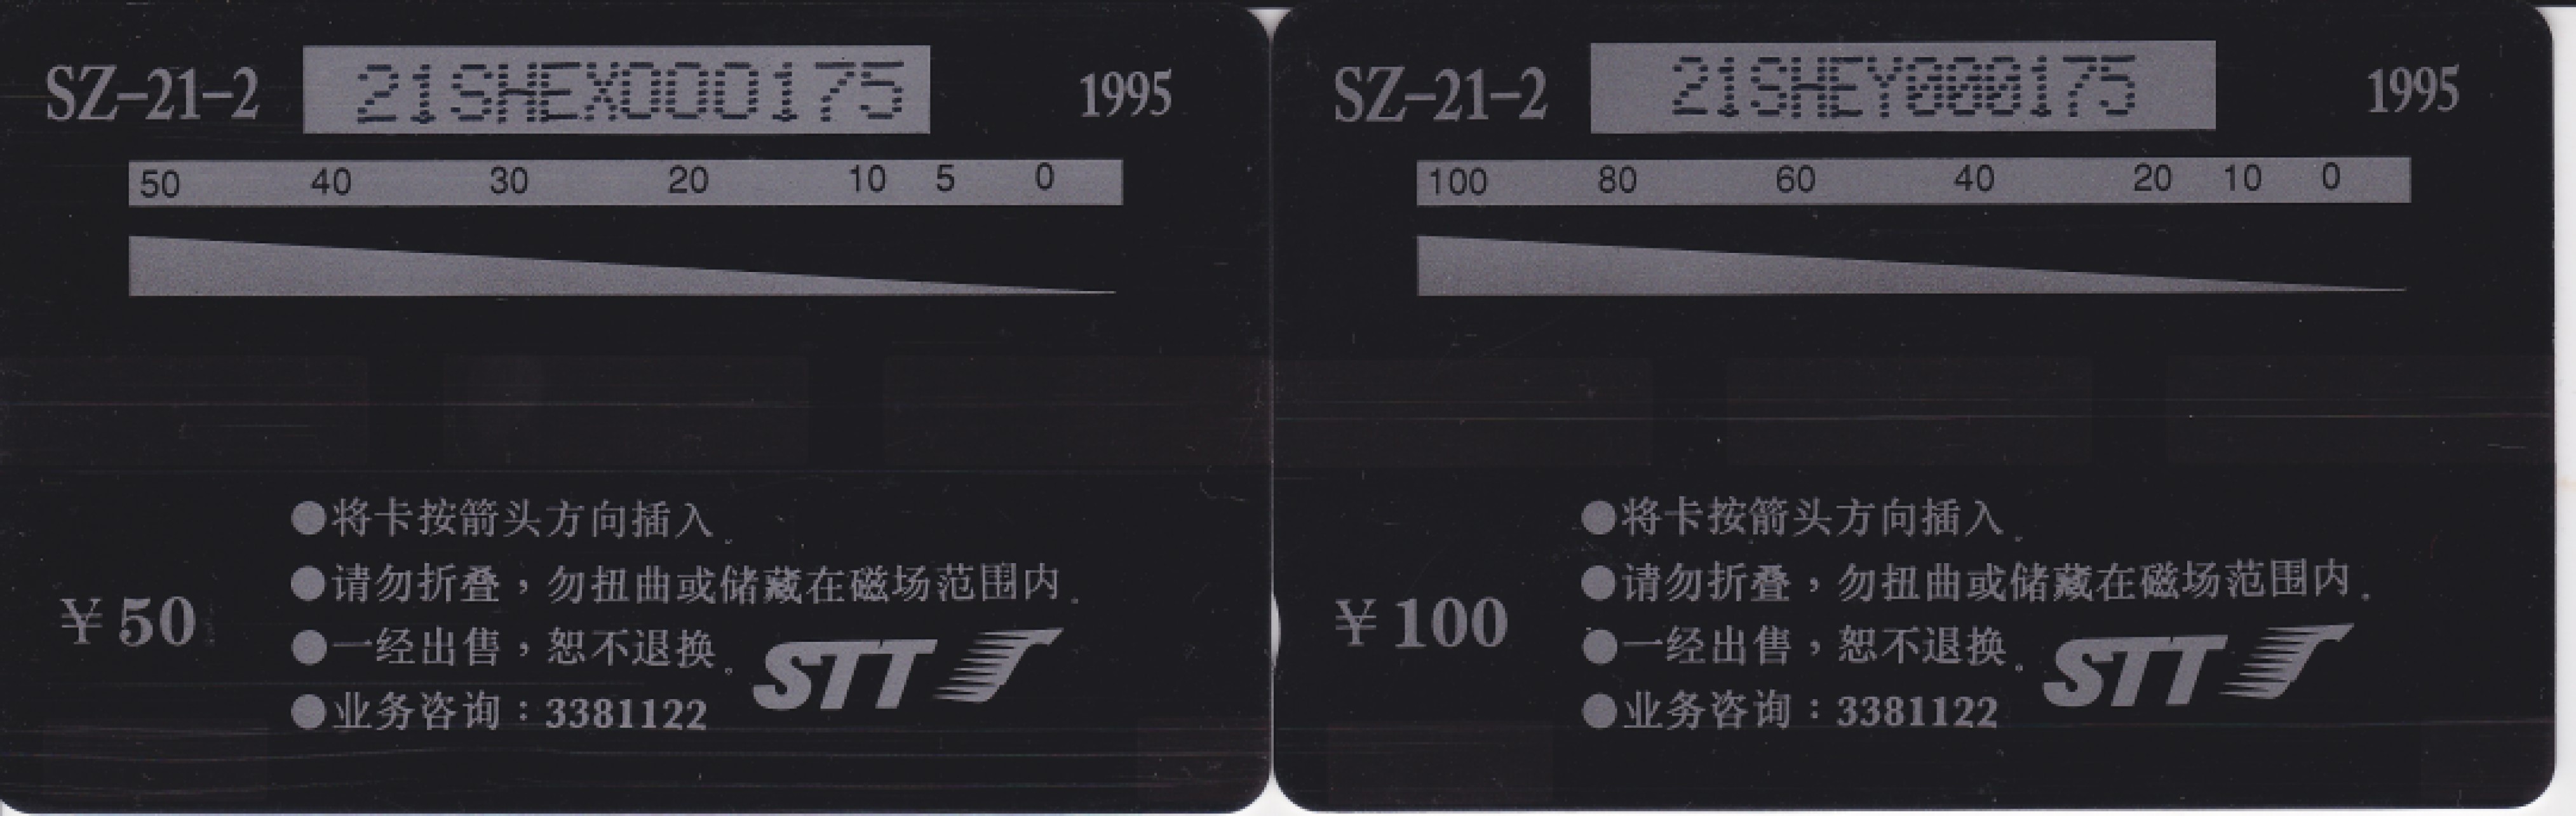 SZ-21-2 21SHEX000175 1995
50 40 30 20 10 5 0
●将卡按箭头方向插入.
●请勿折叠，勿扭曲或储藏在磁场范围内.
¥50
●一经出售，恕不退换.
STT
●业务咨询：3381122
SZ-21-2 21SHEY000175 1995
100 80 60 40 20 10 0
●将卡按箭头方向插入.
●请勿折叠，勿扭曲或储藏在磁场范围内.
¥100
●一经出售，恕不退换.
STT
●业务咨询：3381122